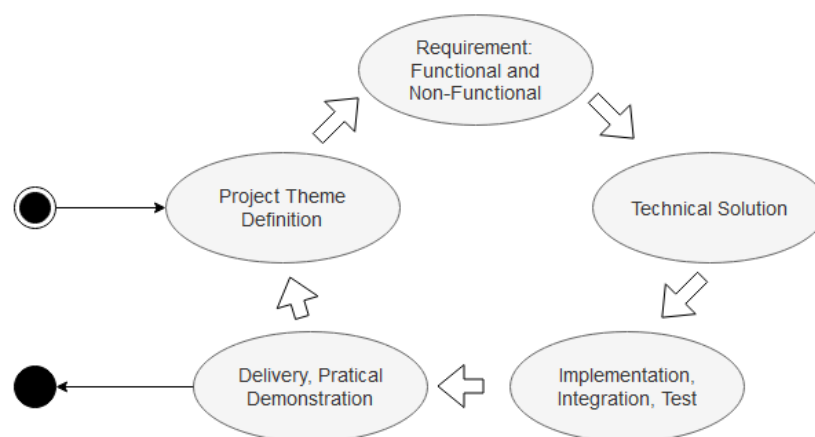 Requirement:
Functional and
Non-Functional
Project Theme
Definition
Technical Solution
Delivery, Pratical
Demonstration
Implementation,
Integration, Test